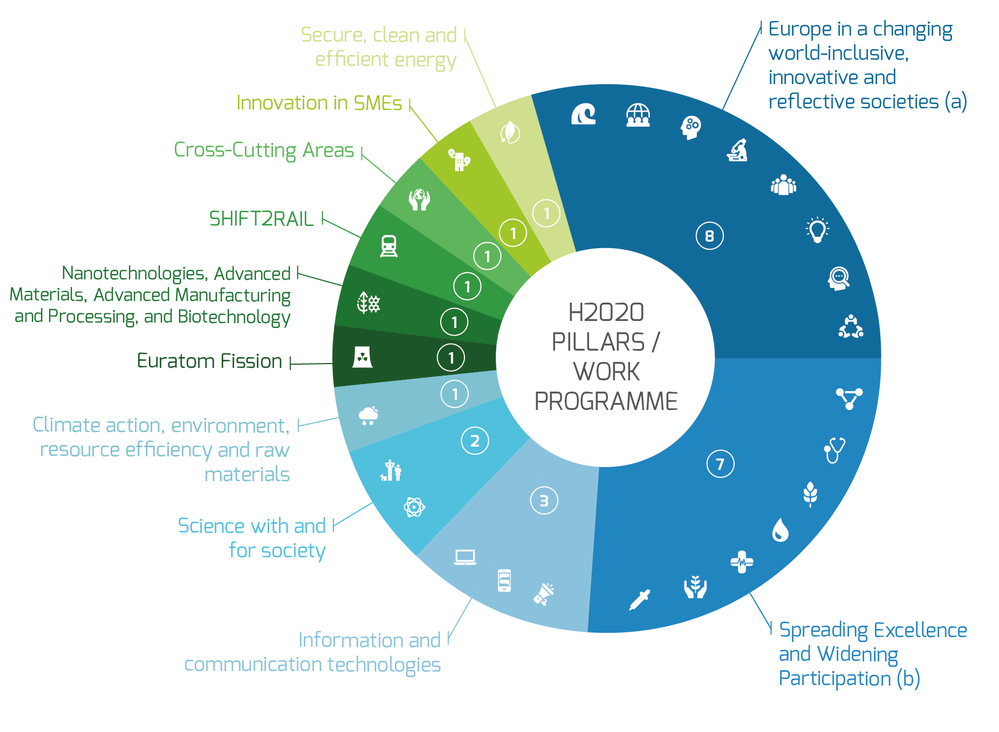 Secure, clean and
efficient energy
Innovation in SMEs
Cross-Cutting Areas
SHIFT2RAIL
Nanotechnologies, Advanced
Materials, Advanced Manufacturing
and Processing, and Biotechnology
Euratom Fission
Climate action, environment,
resource efficiency and raw
materials
Science with and
for society
Information and
communication technologies
Europe in a changing
world-inclusive,
innovative and
reflective societies (a)
Spreading Excellence
and Widening
Participation (b)
1
1
1
1
1
1
1
2
3
7
8
H2020
PILLARS /
WORK
PROGRAMME